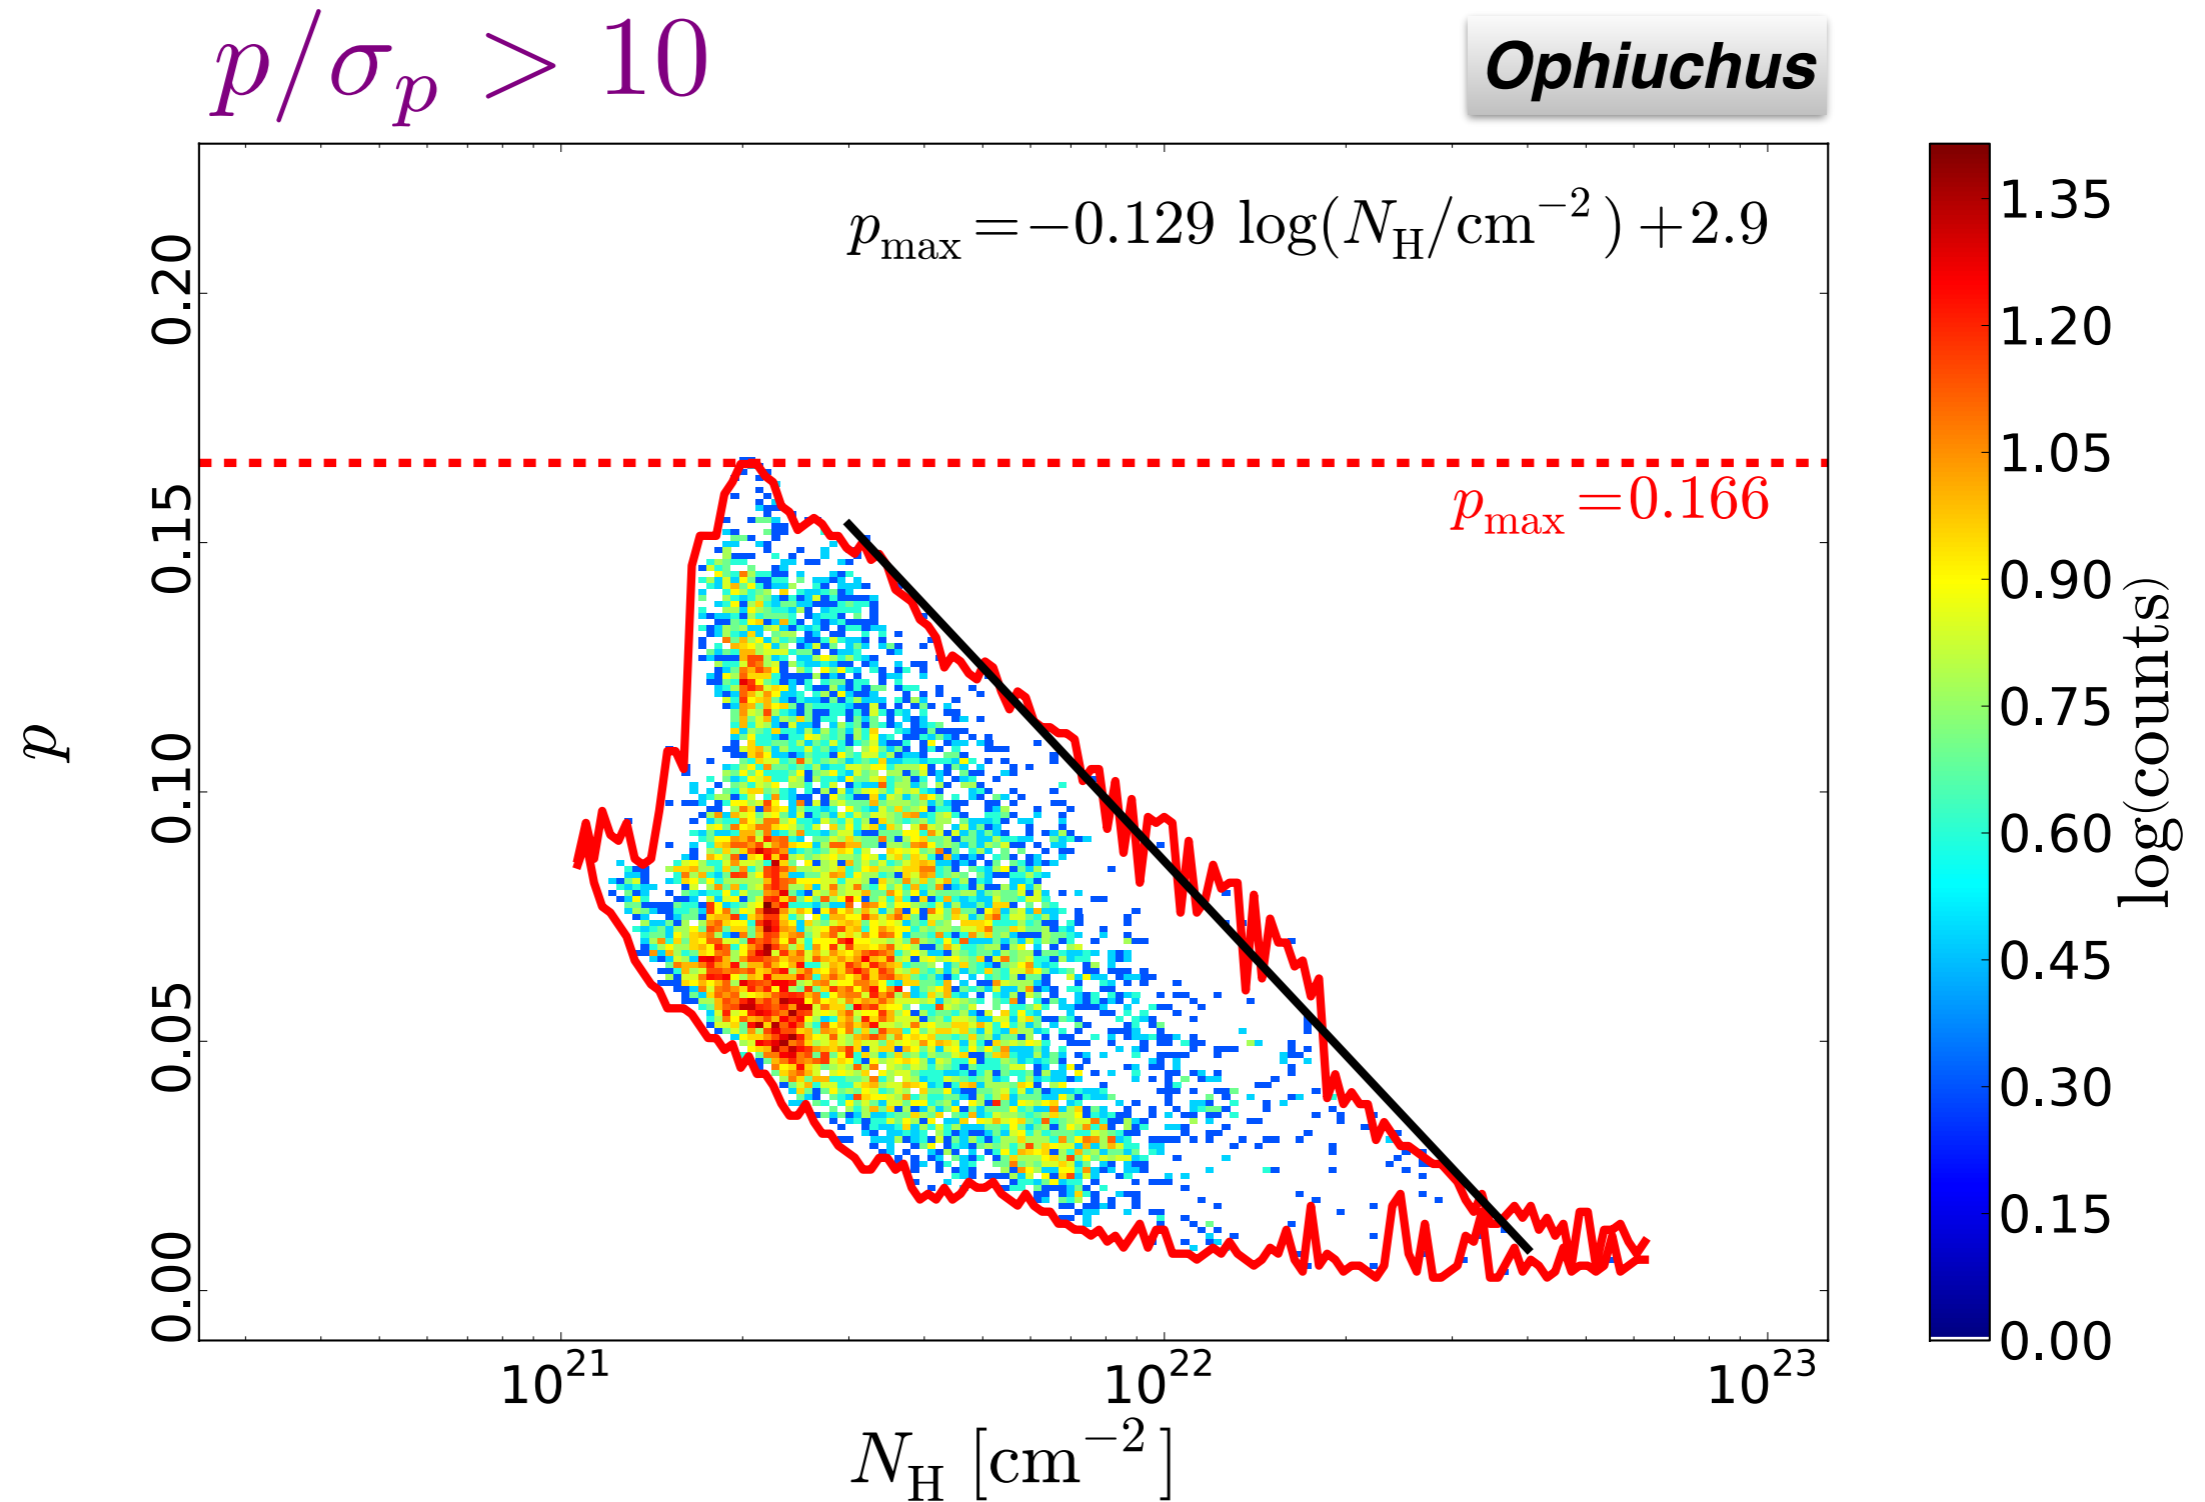 p/σ_p > 10
Ophiuchus
p_max = −0.129 log(N_H/cm^−2) + 2.9
p_max = 0.166
p
0.20
0.15
0.10
0.05
0.00
10^21
10^22
10^23
N_H [cm^−2]
1.35
1.20
1.05
0.90
0.75
0.60
0.45
0.30
0.15
0.00
log(counts)